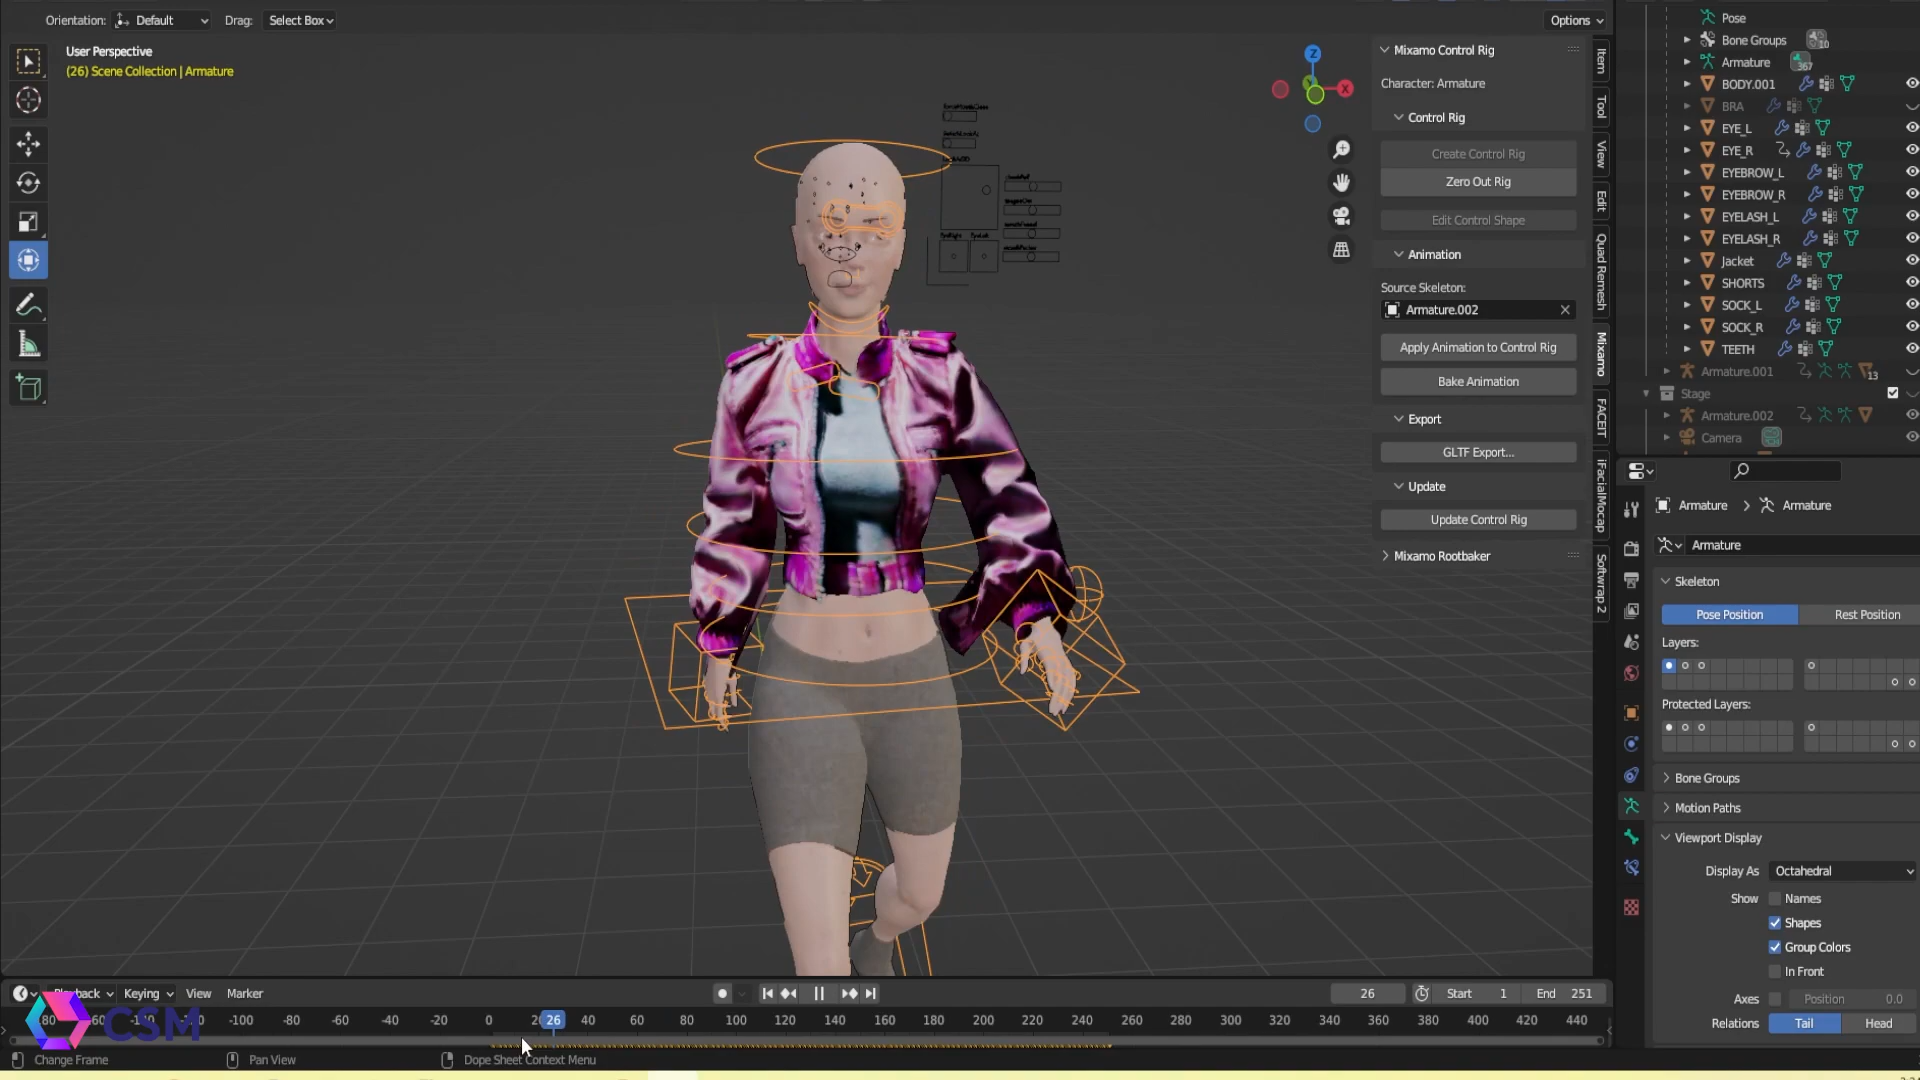 Orientation: Default Drag: Select Box Options
User Perspective
(26) Scene Collection | Armature
X
Z
Mixamo Control Rig
Character: Armature
Control Rig
Create Control Rig
Zero Out Rig
Edit Control Shape
Animation
Source Skeleton:
Armature.002
Apply Animation to Control Rig
Bake Animation
Export
GLTF Export...
Update
Update Control Rig
Mixamo Rootbaker
Item
Tool
View
Edit
Quad Remesh
Mixamo
FACEIT
iFacialMocap
Softwrap 2
Pose
Bone Groups 10
Armature 367
BODY.001
BRA
EYE_L
EYE_R
EYEBROW_L
EYEBROW_R
EYELASH_L
EYELASH_R
Jacket
SHORTS
SOCK_L
SOCK_R
TEETH
Armature.001 13
Stage
Armature.002
Camera
Armature > Armature
Armature
Skeleton
Pose Position Rest Position
Layers:
Protected Layers:
Bone Groups
Motion Paths
Viewport Display
Display As Octahedral
Show Names
Shapes
Group Colors
In Front
Axes Position 0.0
Relations Tail Head
Playback Keying View Marker
26 Start 1 End 251
-100 -80 -60 -40 -20 0 26 40 60 80 100 120 140 160 180 200 220 240 260 280 300 320 340 360 380 400 420 440
CSM
Change Frame Pan View Dope Sheet Context Menu